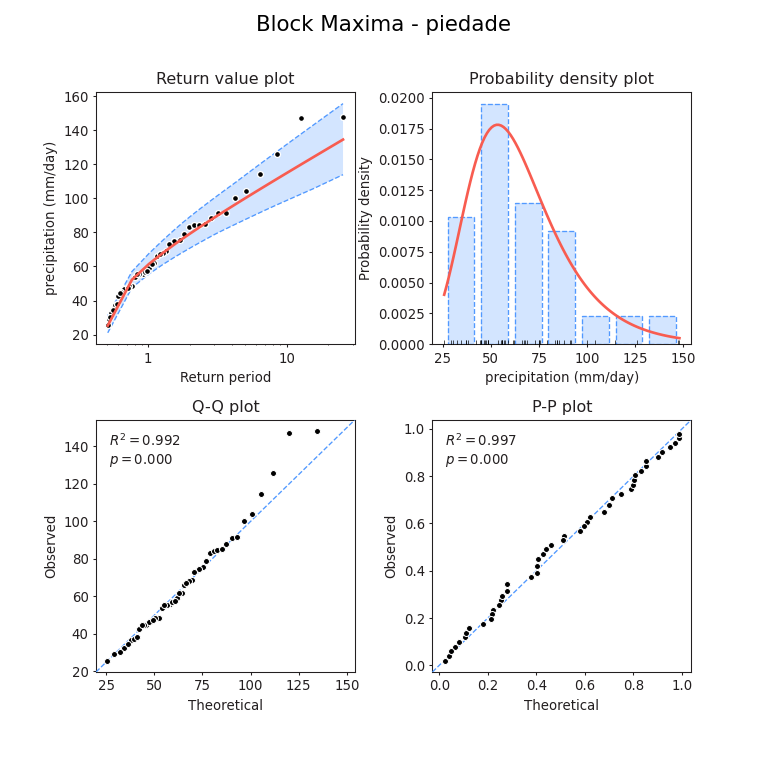 Block Maxima - piedade
Return value plot
160
140
120
100
80
60
40
20
precipitation (mm/day)
1
10
Return period
Probability density plot
0.0200
0.0175
0.0150
0.0125
0.0100
0.0075
0.0050
0.0025
0.0000
Probability density
25
50
75
100
125
150
precipitation (mm/day)
Q-Q plot
R² = 0.992
p = 0.000
140
120
100
80
60
40
20
Observed
25
50
75
100
125
150
Theoretical
P-P plot
R² = 0.997
p = 0.000
1.0
0.8
0.6
0.4
0.2
0.0
Observed
0.0
0.2
0.4
0.6
0.8
1.0
Theoretical